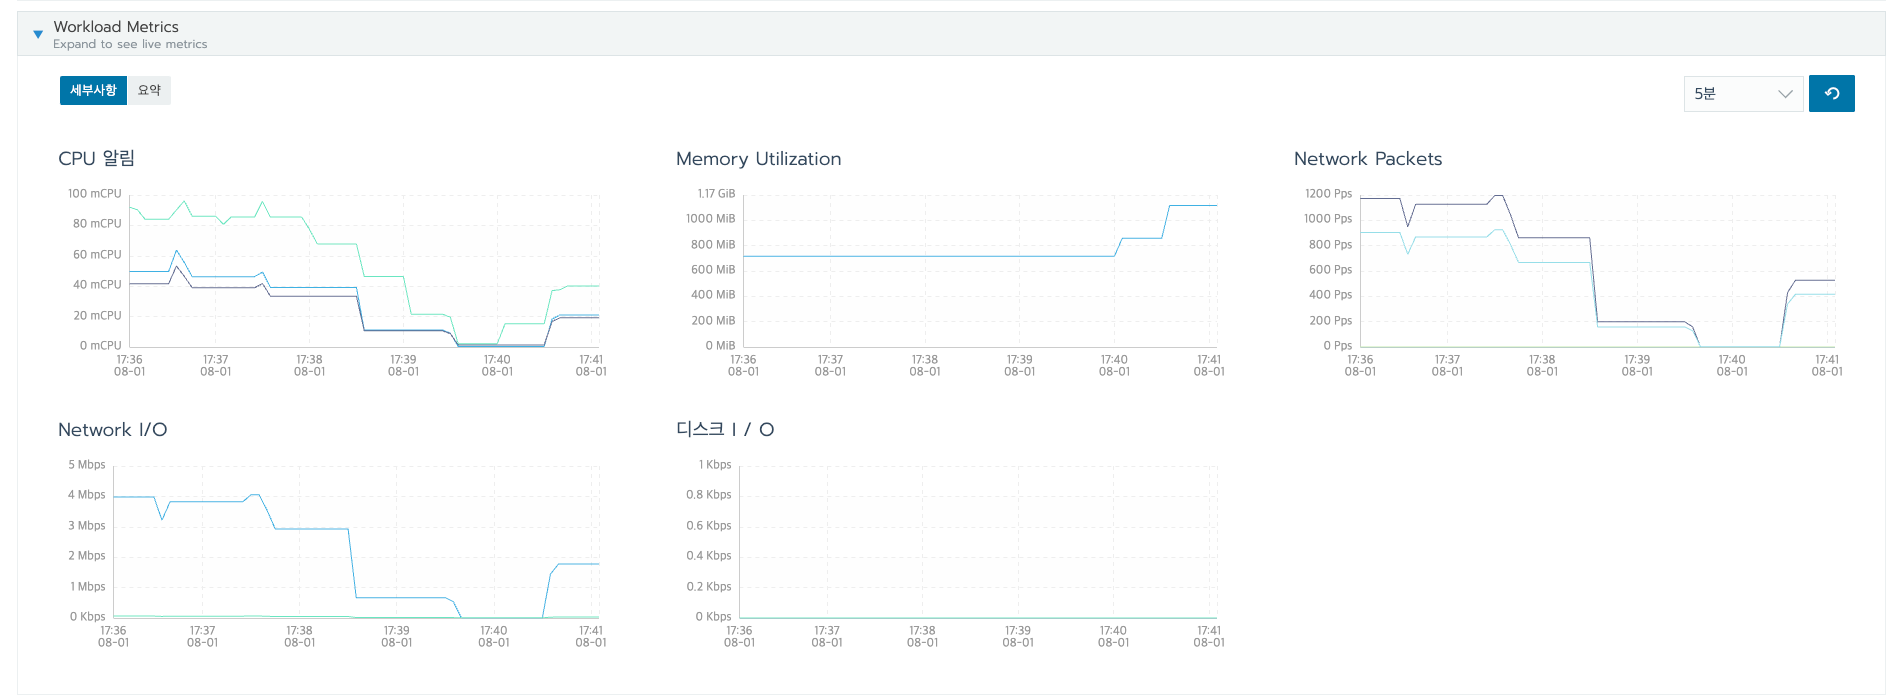 Workload Metrics
Expand to see live metrics
세부사항 요약
5분
CPU 알림
100 mCPU
80 mCPU
60 mCPU
40 mCPU
20 mCPU
0 mCPU
17:36 17:37 17:38 17:39 17:40 17:41
08-01 08-01 08-01 08-01 08-01 08-01
Memory Utilization
1.17 GiB
1000 MiB
800 MiB
600 MiB
400 MiB
200 MiB
0 MiB
17:36 17:37 17:38 17:39 17:40 17:41
08-01 08-01 08-01 08-01 08-01 08-01
Network Packets
1200 Pps
1000 Pps
800 Pps
600 Pps
400 Pps
200 Pps
0 Pps
17:36 17:37 17:38 17:39 17:40 17:41
08-01 08-01 08-01 08-01 08-01 08-01
Network I/O
5 Mbps
4 Mbps
3 Mbps
2 Mbps
1 Mbps
0 Kbps
17:36 17:37 17:38 17:39 17:40 17:41
08-01 08-01 08-01 08-01 08-01 08-01
디스크 I / O
1 Kbps
0.8 Kbps
0.6 Kbps
0.4 Kbps
0.2 Kbps
0 Kbps
17:36 17:37 17:38 17:39 17:40 17:41
08-01 08-01 08-01 08-01 08-01 08-01